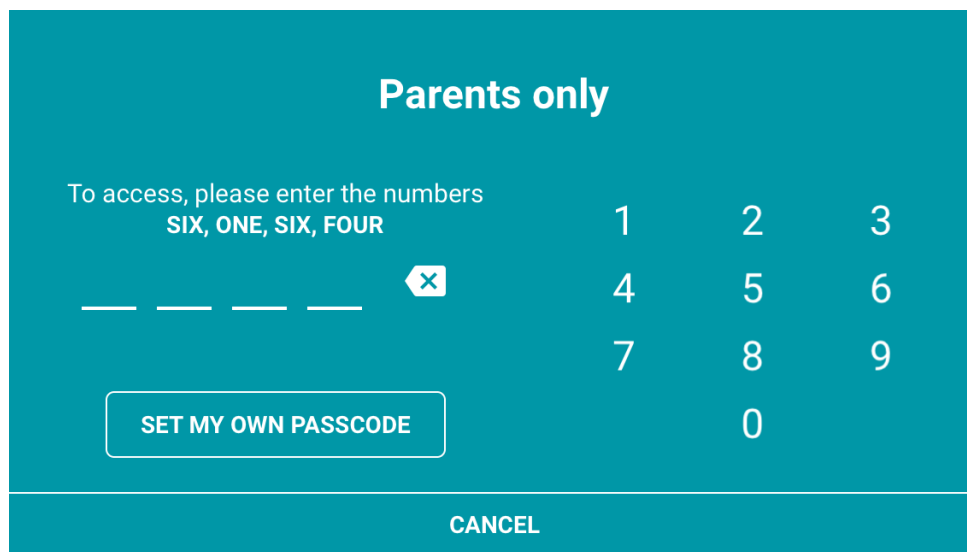 Parents only
To access, please enter the numbers
SIX, ONE, SIX, FOUR
1 2 3
4 5 6
7 8 9
0
SET MY OWN PASSCODE
CANCEL